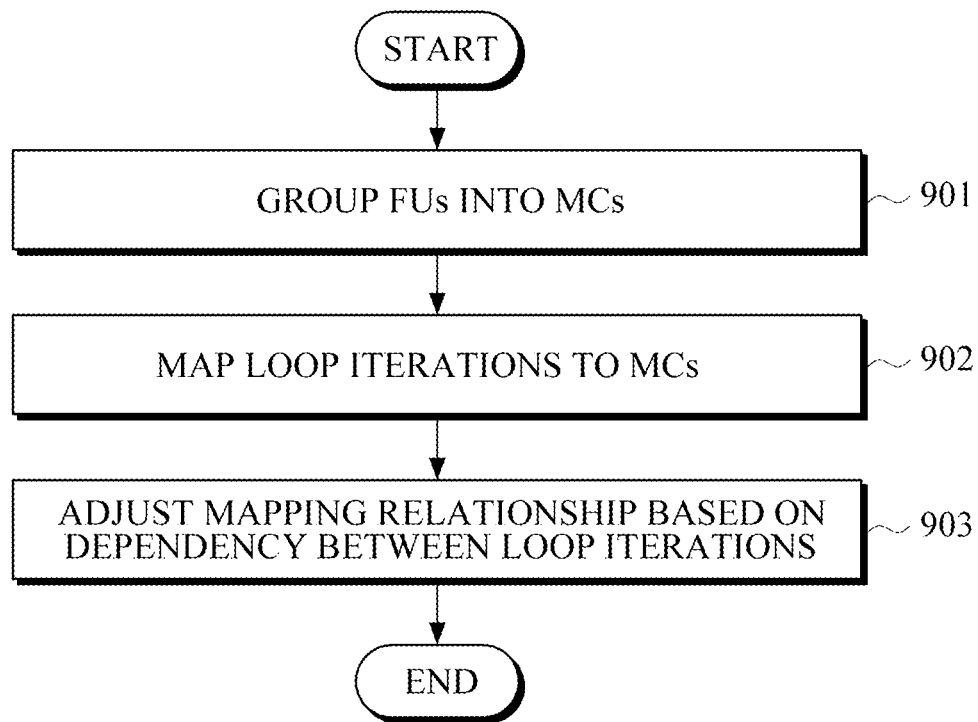 START
GROUP FUs INTO MCs
901
MAP LOOP ITERATIONS TO MCs
902
ADJUST MAPPING RELATIONSHIP BASED ON
DEPENDENCY BETWEEN LOOP ITERATIONS
903
END